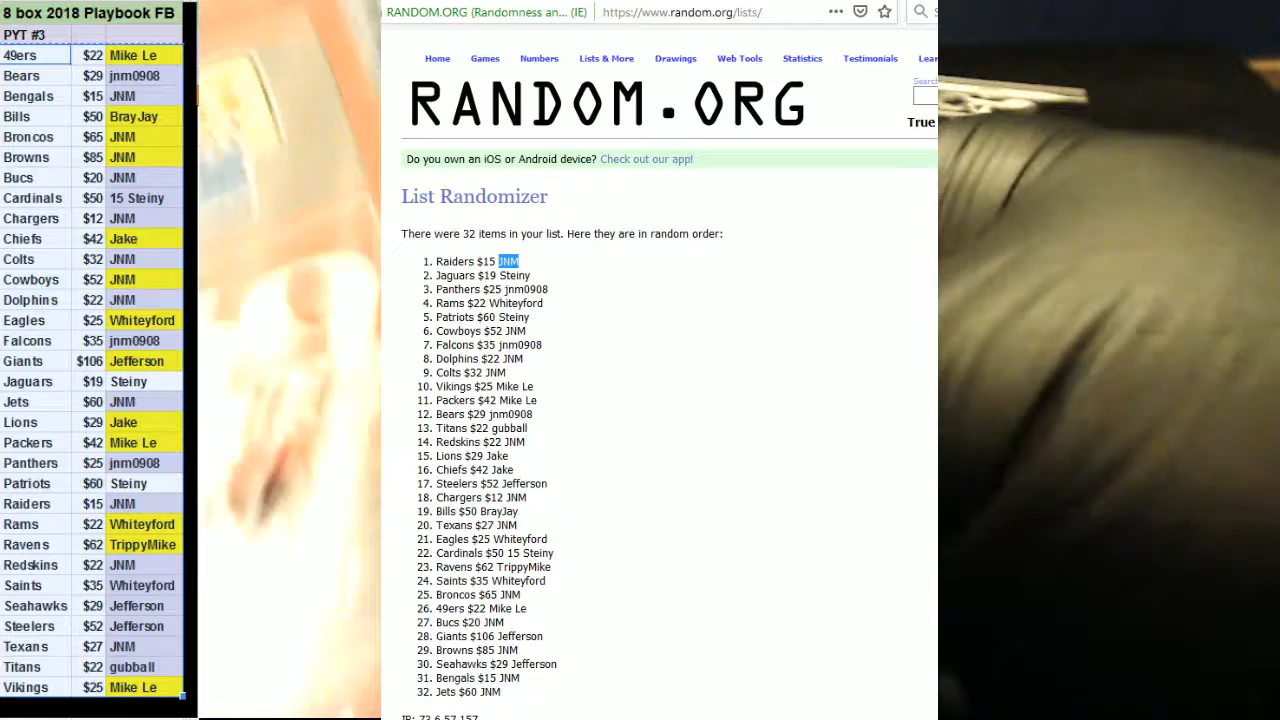 8 box 2018 Playbook FB
PYT #3
49ers $22 Mike Le
Bears $29 jnm0908
Bengals $15 JNM
Bills $50 BrayJay
Broncos $65 JNM
Browns $85 JNM
Bucs $20 JNM
Cardinals $50 15 Steiny
Chargers $12 JNM
Chiefs $42 Jake
Colts $32 JNM
Cowboys $52 JNM
Dolphins $22 JNM
Eagles $25 Whiteyford
Falcons $35 jnm0908
Giants $106 Jefferson
Jaguars $19 Steiny
Jets $60 JNM
Lions $29 Jake
Packers $42 Mike Le
Panthers $25 jnm0908
Patriots $60 Steiny
Raiders $15 JNM
Rams $22 Whiteyford
Ravens $62 TrippyMike
Redskins $22 JNM
Saints $35 Whiteyford
Seahawks $29 Jefferson
Steelers $52 Jefferson
Texans $27 JNM
Titans $22 gubball
Vikings $25 Mike Le
RANDOM.ORG (Randomness an... (IE) https://www.random.org/lists/
Home Games Numbers Lists & More Drawings Web Tools Statistics Testimonials Lear
Search
RANDOM.ORG
True
Do you own an iOS or Android device? Check out our app!
List Randomizer
There were 32 items in your list. Here they are in random order:
1. Raiders $15 JNM
2. Jaguars $19 Steiny
3. Panthers $25 jnm0908
4. Rams $22 Whiteyford
5. Patriots $60 Steiny
6. Cowboys $52 JNM
7. Falcons $35 jnm0908
8. Dolphins $22 JNM
9. Colts $32 JNM
10. Vikings $25 Mike Le
11. Packers $42 Mike Le
12. Bears $29 jnm0908
13. Titans $22 gubball
14. Redskins $22 JNM
15. Lions $29 Jake
16. Chiefs $42 Jake
17. Steelers $52 Jefferson
18. Chargers $12 JNM
19. Bills $50 BrayJay
20. Texans $27 JNM
21. Eagles $25 Whiteyford
22. Cardinals $50 15 Steiny
23. Ravens $62 TrippyMike
24. Saints $35 Whiteyford
25. Broncos $65 JNM
26. 49ers $22 Mike Le
27. Bucs $20 JNM
28. Giants $106 Jefferson
29. Browns $85 JNM
30. Seahawks $29 Jefferson
31. Bengals $15 JNM
32. Jets $60 JNM
IP: 73.6.57.157